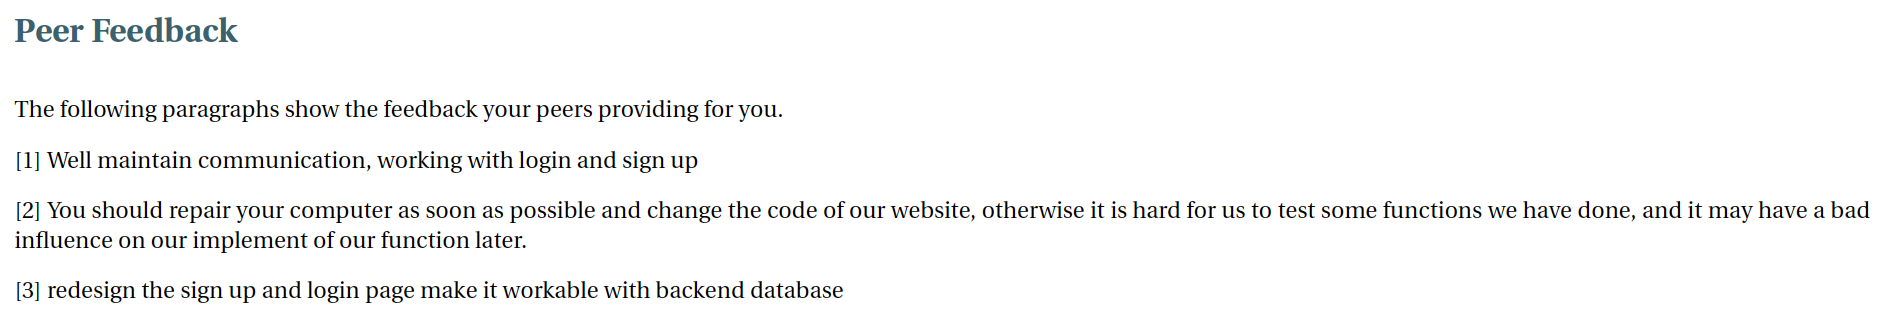 Peer Feedback
The following paragraphs show the feedback your peers providing for you.
[1] Well maintain communication, working with login and sign up
[2] You should repair your computer as soon as possible and change the code of our website, otherwise it is hard for us to test some functions we have done, and it may have a bad
influence on our implement of our function later.
[3] redesign the sign up and login page make it workable with backend database